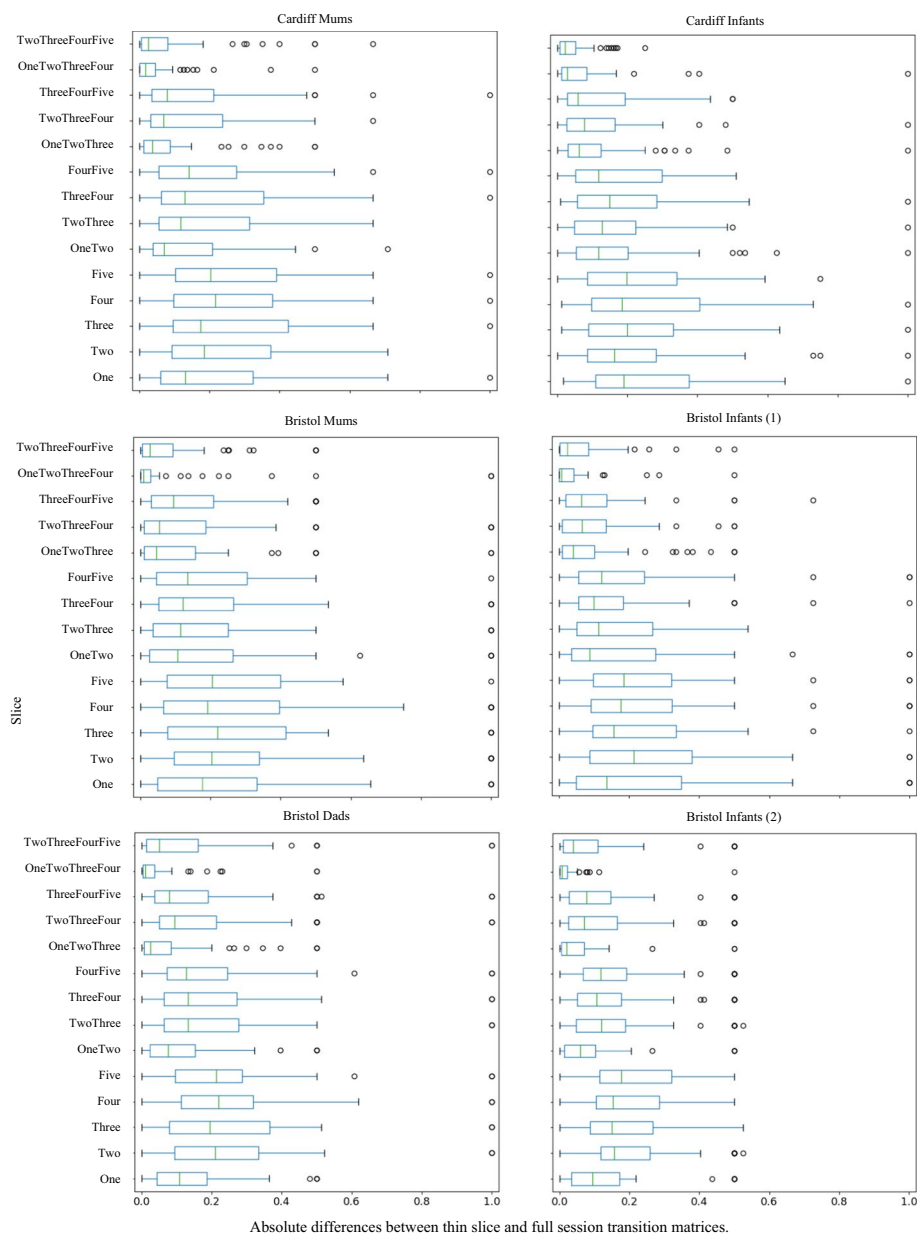 Cardiff Mums
TwoThreeFourFive
OneTwoThreeFour
ThreeFourFive
TwoThreeFour
OneTwoThree
FourFive
ThreeFour
TwoThree
OneTwo
Five
Four
Three
Two
One
Cardiff Infants
Bristol Mums
TwoThreeFourFive
OneTwoThreeFour
ThreeFourFive
TwoThreeFour
OneTwoThree
FourFive
ThreeFour
TwoThree
OneTwo
Five
Four
Three
Two
One
Slice
Bristol Infants (1)
Bristol Dads
TwoThreeFourFive
OneTwoThreeFour
ThreeFourFive
TwoThreeFour
OneTwoThree
FourFive
ThreeFour
TwoThree
OneTwo
Five
Four
Three
Two
One
0.0 0.2 0.4 0.6 0.8 1.0
Bristol Infants (2)
0.0 0.2 0.4 0.6 0.8 1.0
Absolute differences between thin slice and full session transition matrices.